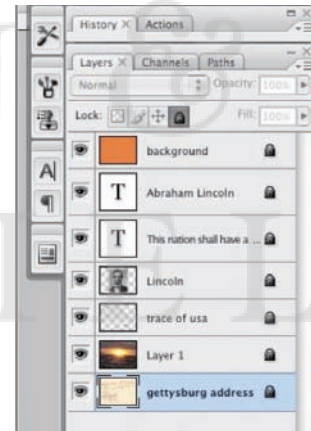 History × Actions
Layers × Channels Paths
Normal Opacity: 100%
Lock: Fill: 100%
background
T Abraham Lincoln
T This nation shall have a ...
Lincoln
trace of usa
Layer 1
gettysburg address
A
¶